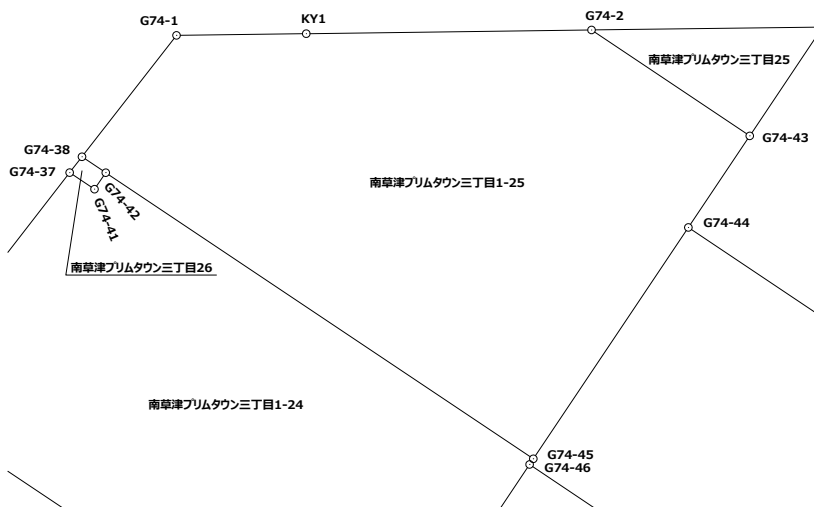 G74-1
KY1
G74-2
南草津プリムタウン三丁目25
G74-43
G74-38
G74-37
G74-42
G74-41
南草津プリムタウン三丁目1-25
G74-44
南草津プリムタウン三丁目26
南草津プリムタウン三丁目1-24
G74-45
G74-46